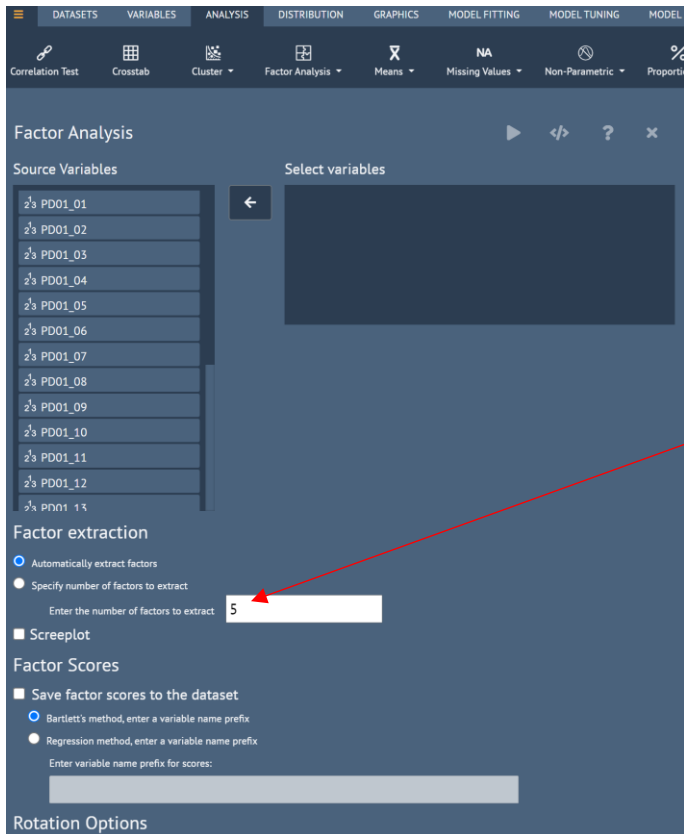 DATASETS VARIABLES ANALYSIS DISTRIBUTION GRAPHICS MODEL FITTING MODEL TUNING MODEL
Correlation Test Crosstab Cluster Factor Analysis Means NA Missing Values Non-Parametric Proporti
Factor Analysis </> ?
Source Variables Select variables
PD01_01
PD01_02
PD01_03
PD01_04
PD01_05
PD01_06
PD01_07
PD01_08
PD01_09
PD01_10
PD01_11
PD01_12
PD01_13
Factor extraction
Automatically extract factors
Specify number of factors to extract
Enter the number of factors to extract 5
Screeplot
Factor Scores
Save factor scores to the dataset
Bartlett's method, enter a variable name prefix
Regression method, enter a variable name prefix
Enter variable name prefix for scores:
Rotation Options